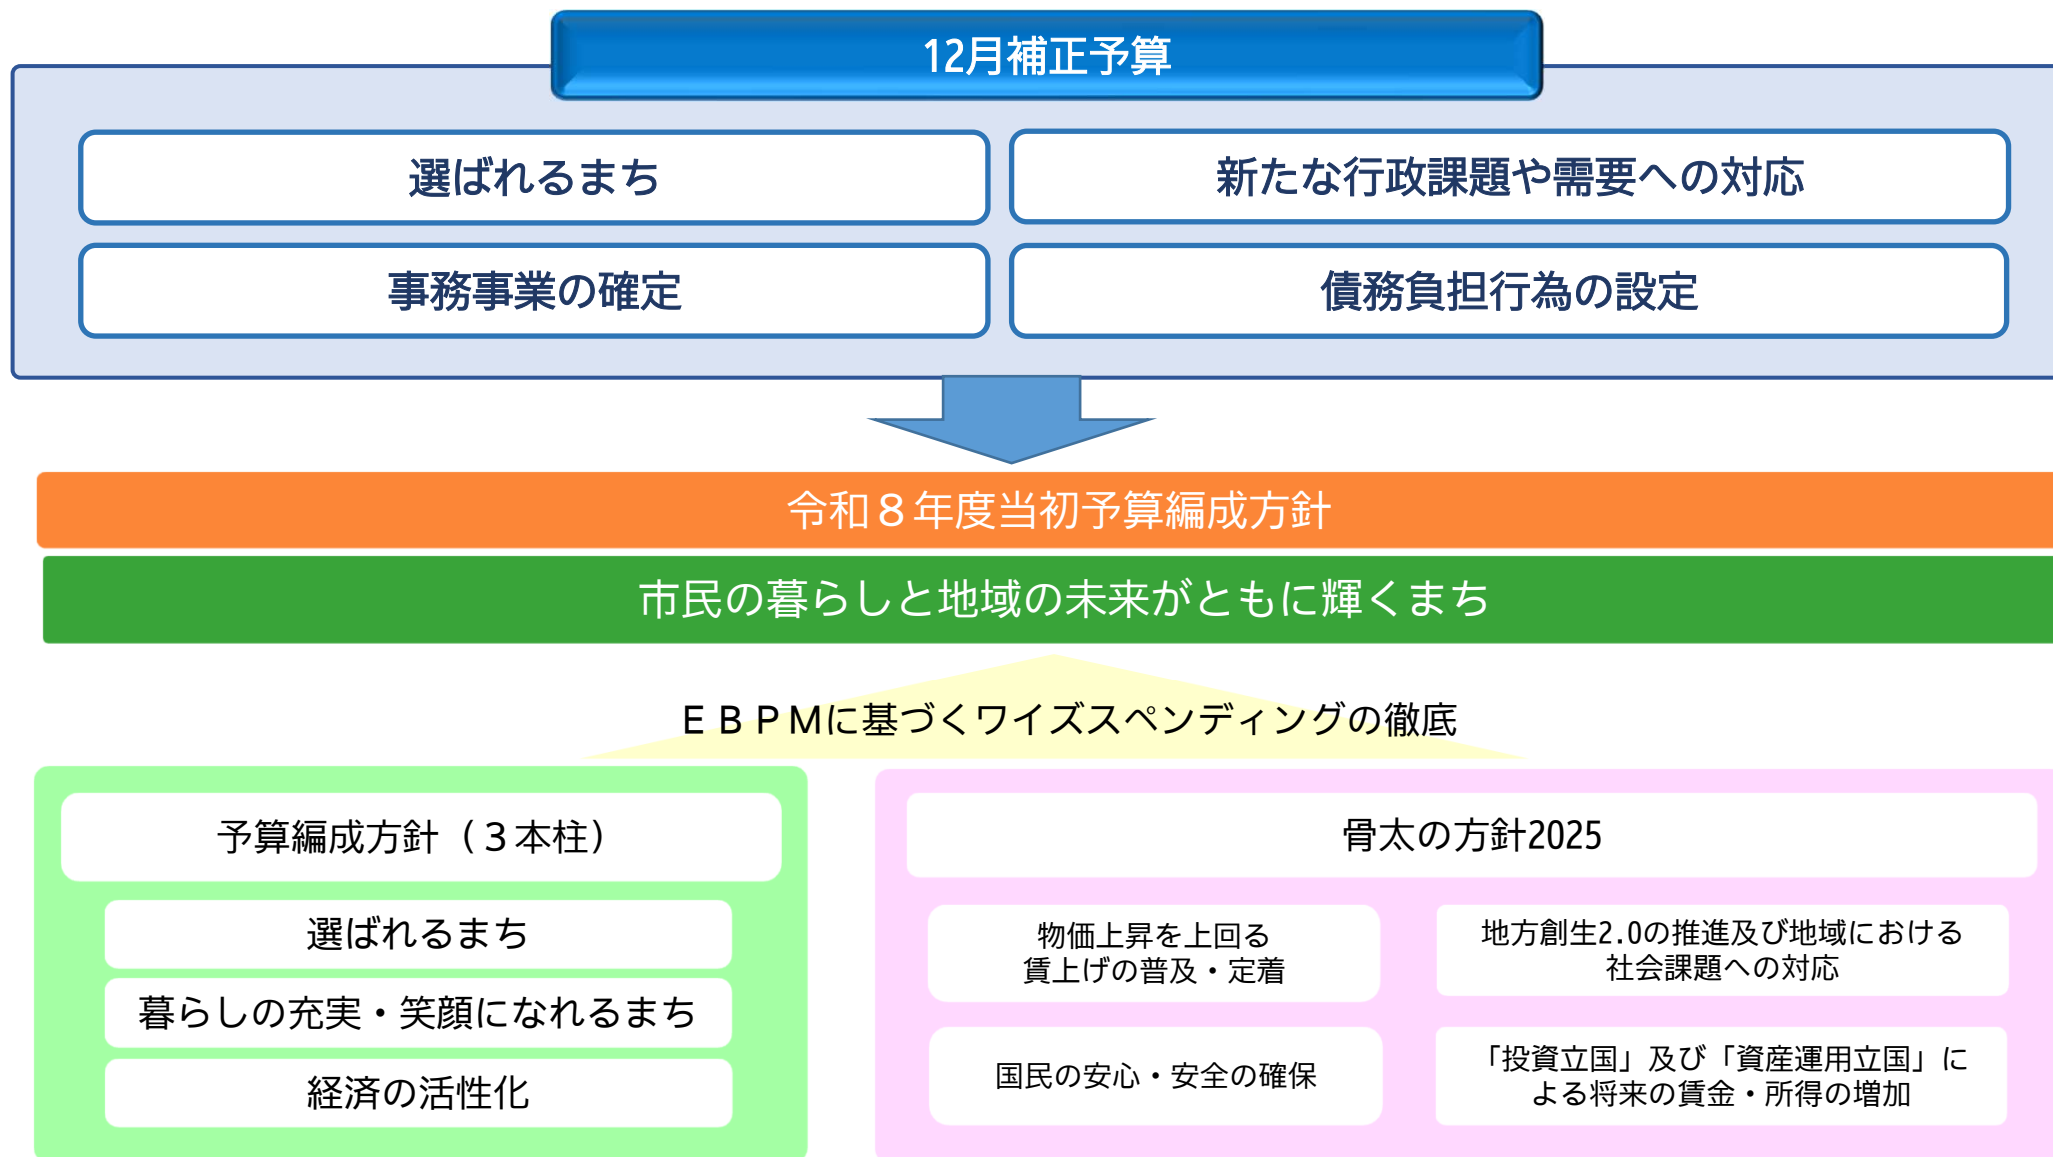 12月補正予算
選ばれるまち
新たな行政課題や需要への対応
事務事業の確定
債務負担行為の設定
令和８年度当初予算編成方針
市民の暮らしと地域の未来がともに輝くまち
ＥＢＰＭに基づくワイズスペンディングの徹底
予算編成方針（３本柱）
選ばれるまち
暮らしの充実・笑顔になれるまち
経済の活性化
骨太の方針2025
物価上昇を上回る
賃上げの普及・定着
地方創生2.0の推進及び地域における
社会課題への対応
国民の安心・安全の確保
「投資立国」及び「資産運用立国」に
よる将来の賃金・所得の増加